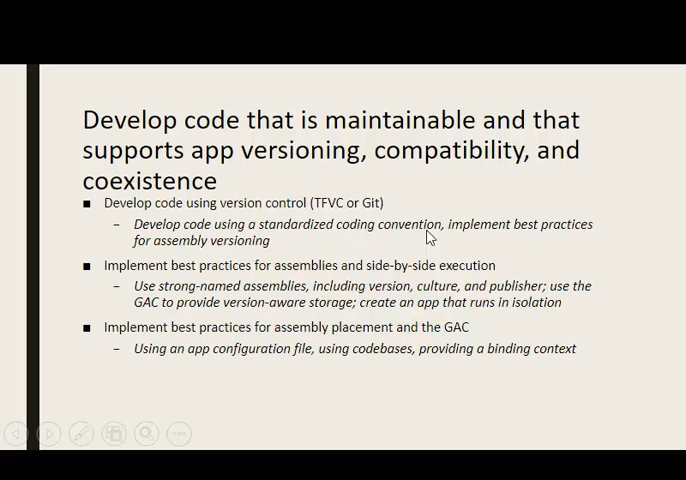 Develop code that is maintainable and that
supports app versioning, compatibility, and
coexistence
■ Develop code using version control (TFVC or Git)
– Develop code using a standardized coding convention, implement best practices
for assembly versioning
■ Implement best practices for assemblies and side-by-side execution
– Use strong-named assemblies, including version, culture, and publisher; use the
GAC to provide version-aware storage; create an app that runs in isolation
■ Implement best practices for assembly placement and the GAC
– Using an app configuration file, using codebases, providing a binding context